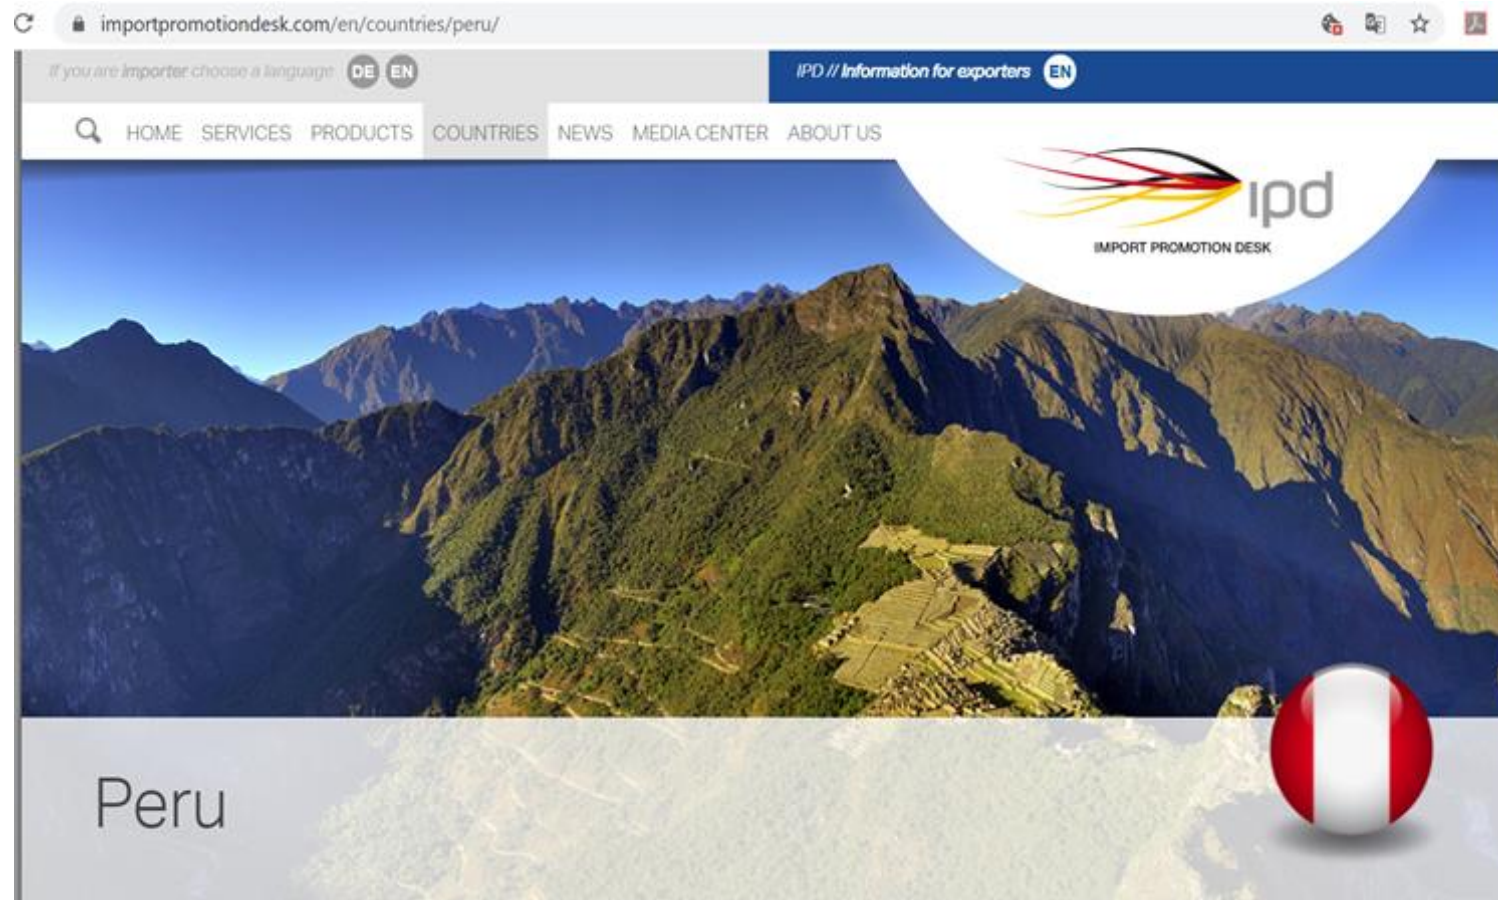 importpromotiondesk.com/en/countries/peru/
If you are importer choose a language DE EN
IPD // Information for exporters EN
HOME SERVICES PRODUCTS COUNTRIES NEWS MEDIA CENTER ABOUT US
ipd
IMPORT PROMOTION DESK
Peru